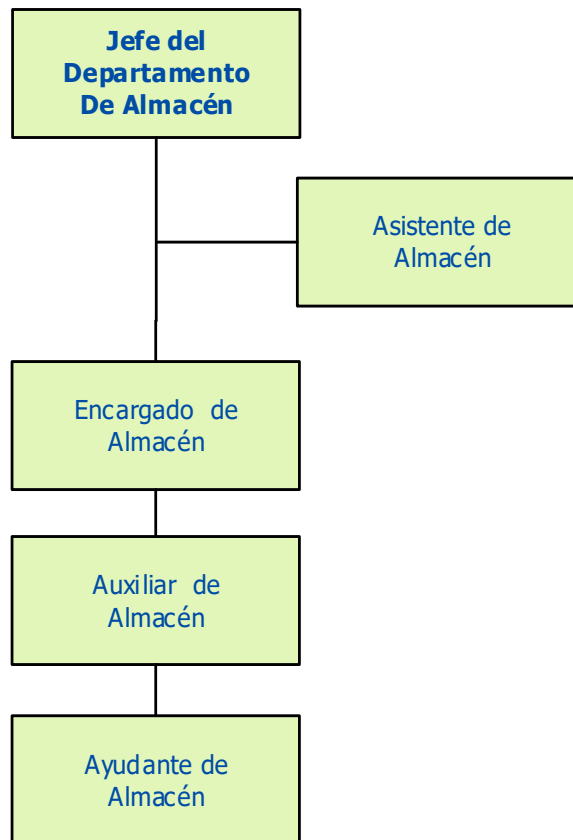 Jefe del
Departamento
De Almacén
Asistente de
Almacén
Encargado de
Almacén
Auxiliar de
Almacén
Ayudante de
Almacén